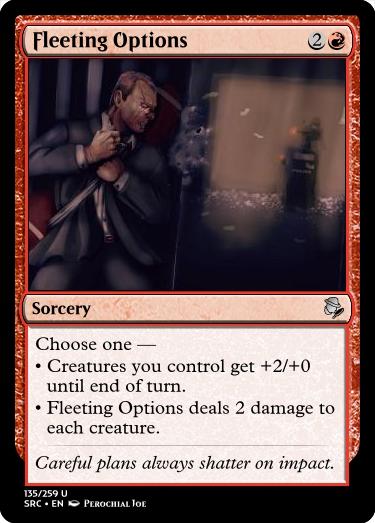 Fleeting Options 2
Sorcery
Choose one —
• Creatures you control get +2/+0
until end of turn.
• Fleeting Options deals 2 damage to
each creature.
Careful plans always shatter on impact.
135/259 U
SRC • EN Perochial Joe